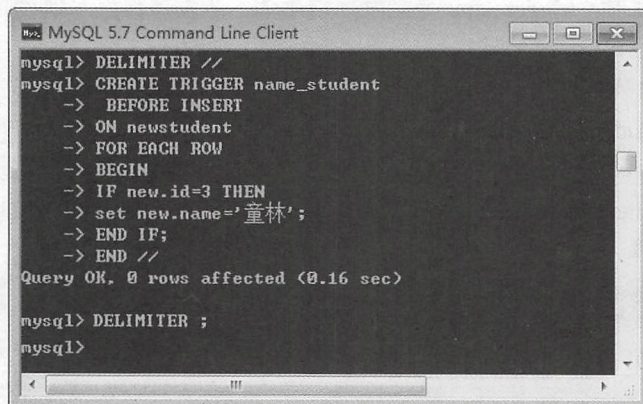 MySQL 5.7 Command Line Client
mysql> DELIMITER //
mysql> CREATE TRIGGER name_student
    ->  BEFORE INSERT
    -> ON newstudent
    -> FOR EACH ROW
    -> BEGIN
    -> IF new.id=3 THEN
    -> set new.name='童林';
    -> END IF;
    -> END //
Query OK, 0 rows affected (0.16 sec)
mysql> DELIMITER ;
mysql>